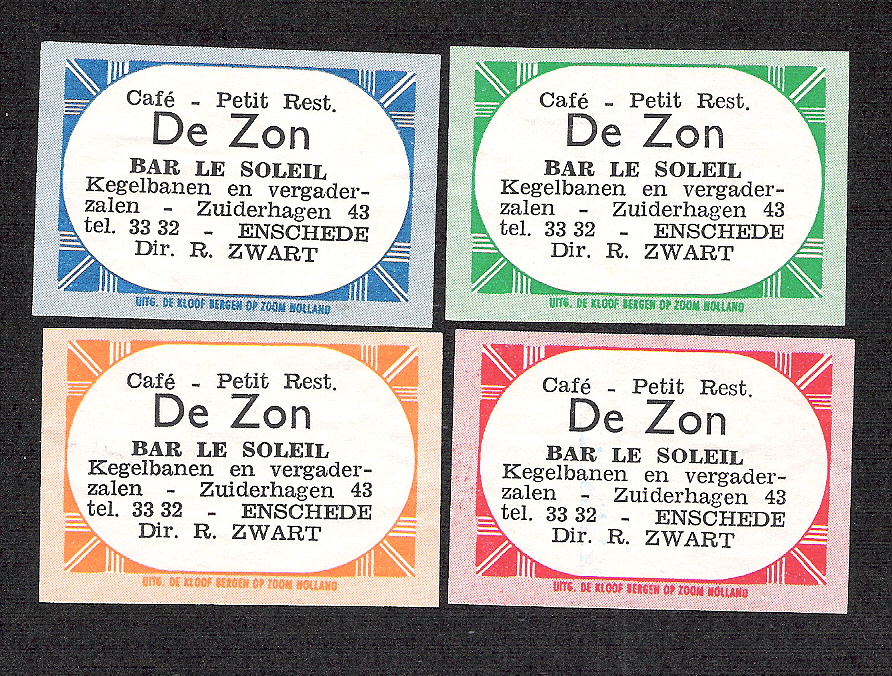 Café - Petit Rest.
De Zon
BAR LE SOLEIL
Kegelbanen en vergader-
zalen - Zuiderhagen 43
tel. 33 32 - ENSCHEDE
Dir. R. ZWART
UITG. DE KLOOF BERGEN OP ZOOM HOLLAND
Café - Petit Rest.
De Zon
BAR LE SOLEIL
Kegelbanen en vergader-
zalen - Zuiderhagen 43
tel. 33 32 - ENSCHEDE
Dir. R. ZWART
UITG. DE KLOOF BERGEN OP ZOOM HOLLAND
Café - Petit Rest.
De Zon
BAR LE SOLEIL
Kegelbanen en vergader-
zalen - Zuiderhagen 43
tel. 33 32 - ENSCHEDE
Dir. R. ZWART
UITG. DE KLOOF BERGEN OP ZOOM HOLLAND
Café - Petit Rest.
De Zon
BAR LE SOLEIL
Kegelbanen en vergader-
zalen - Zuiderhagen 43
tel. 33 32 - ENSCHEDE
Dir. R. ZWART
UITG. DE KLOOF BERGEN OP ZOOM HOLLAND